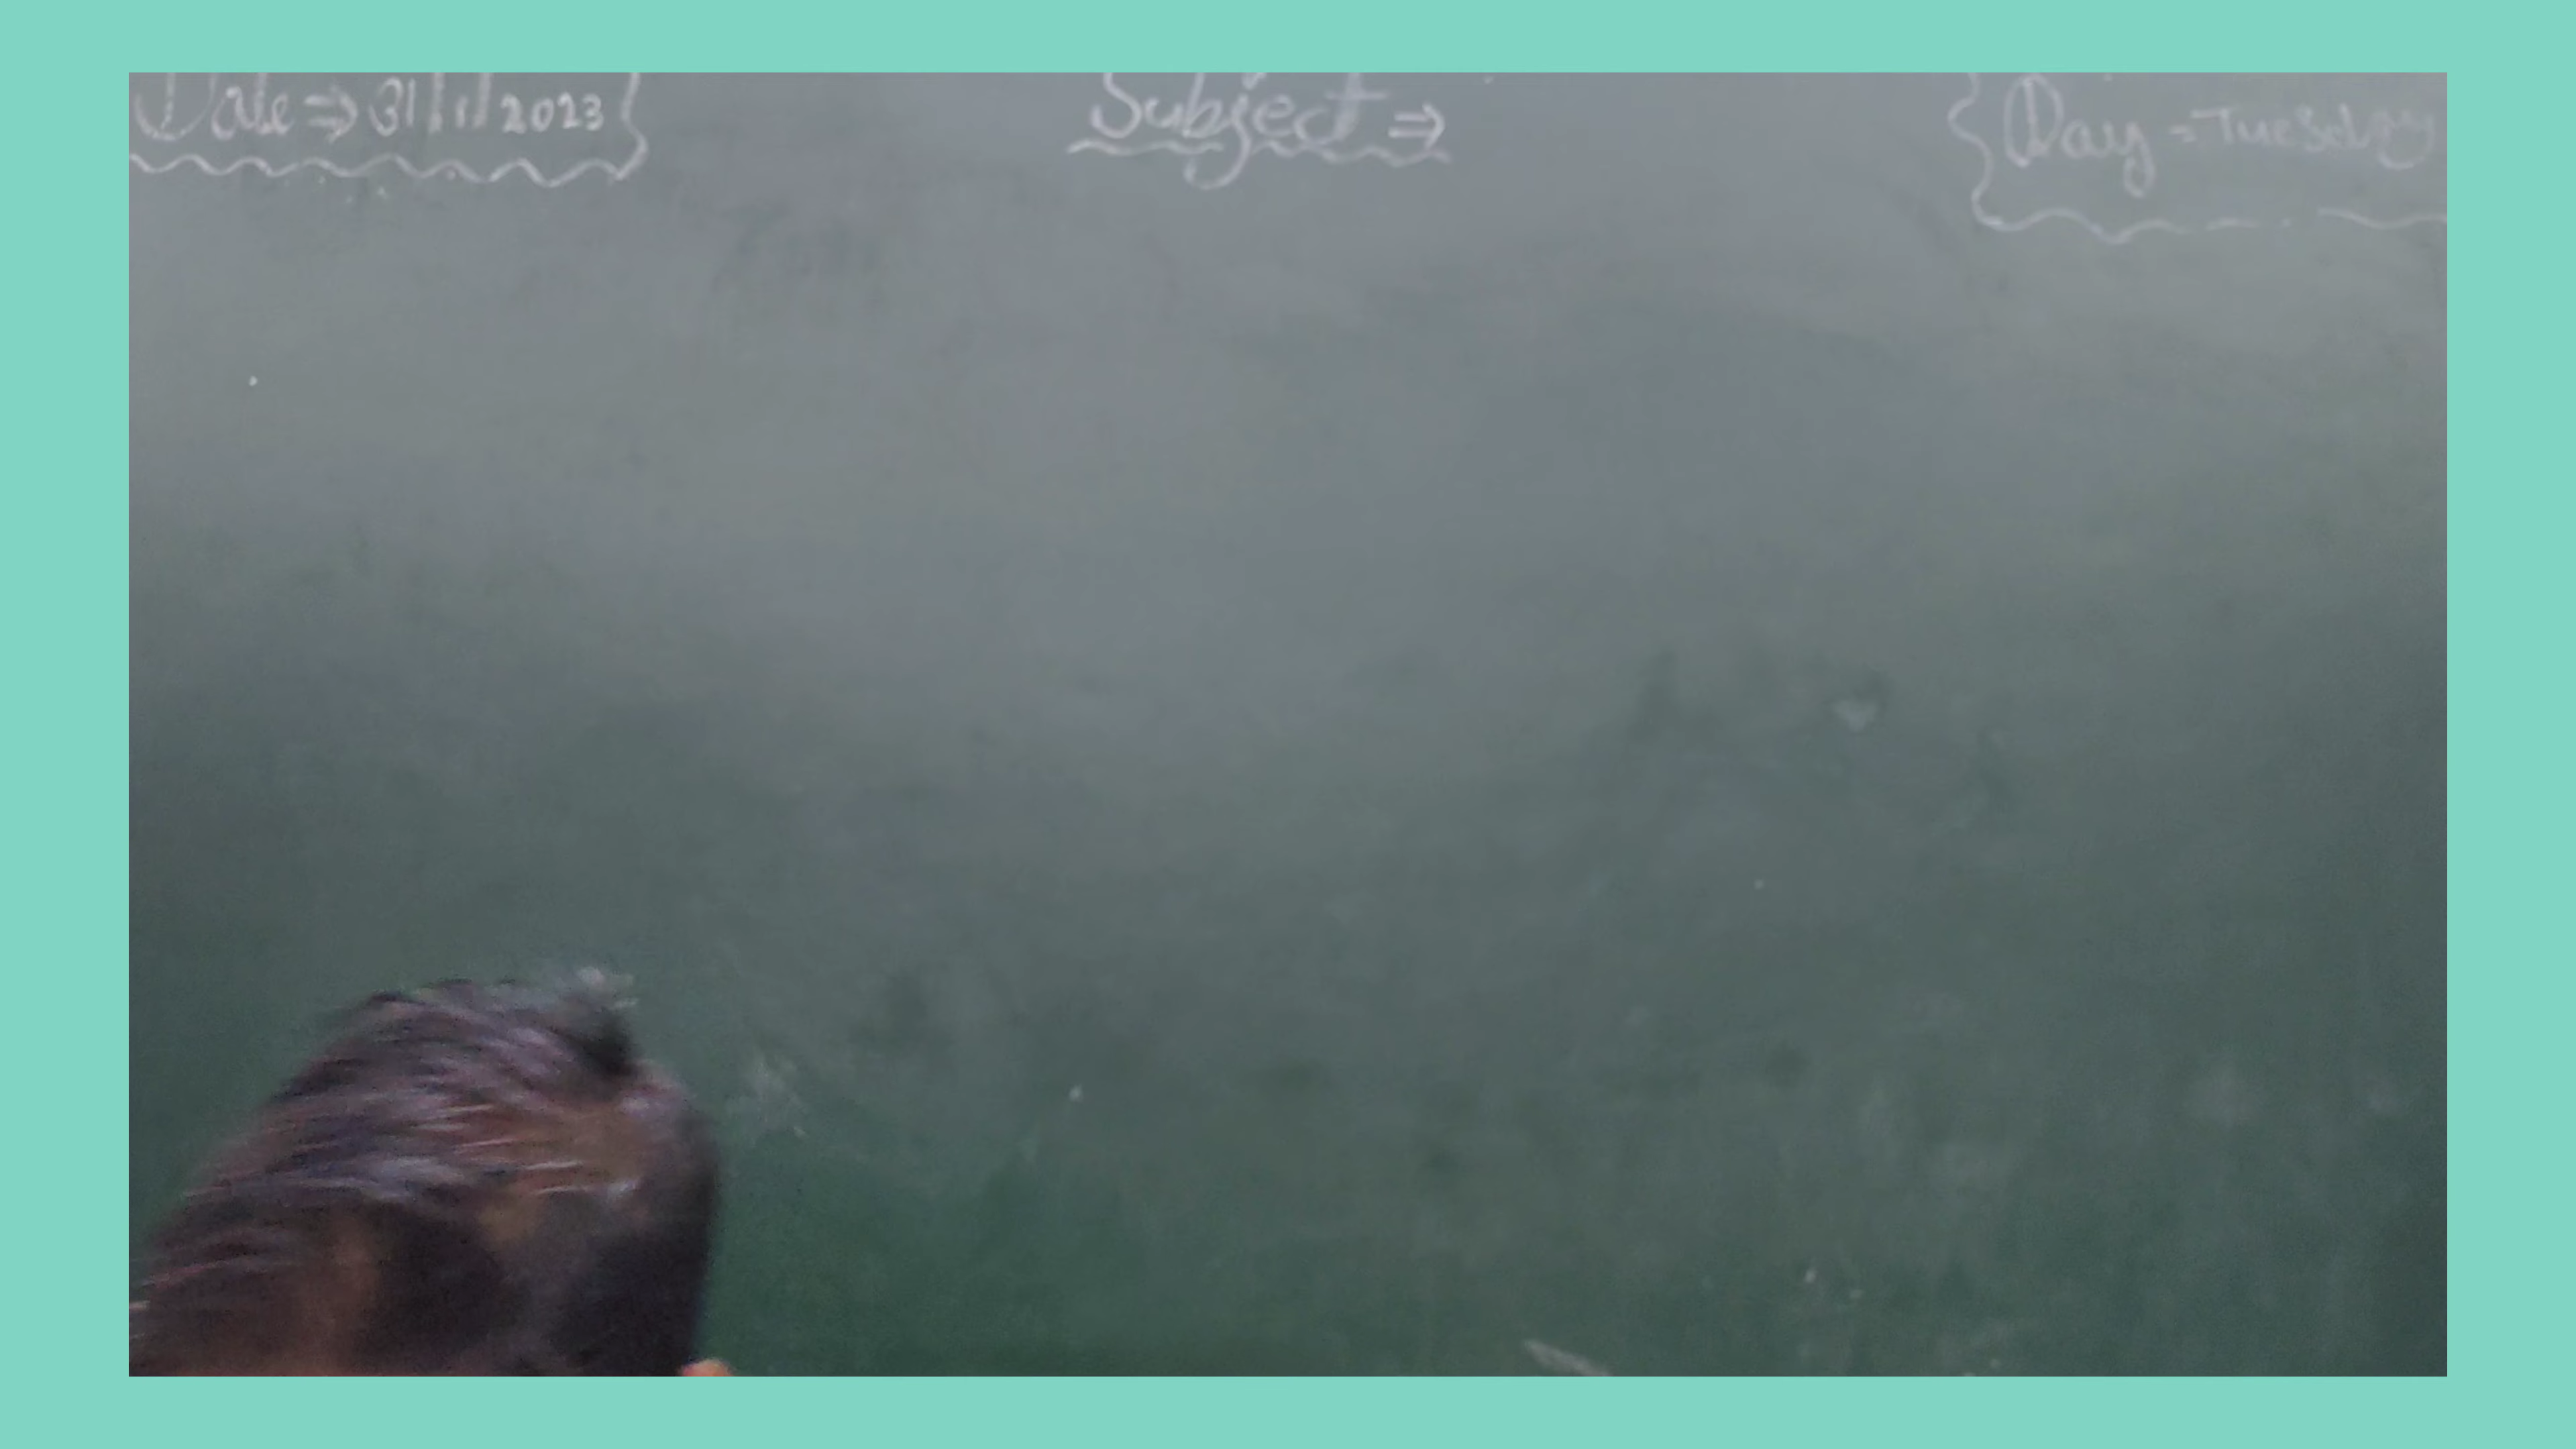 Date ⇒ 31/1/2023
Subject ⇒
Day = Tuesday